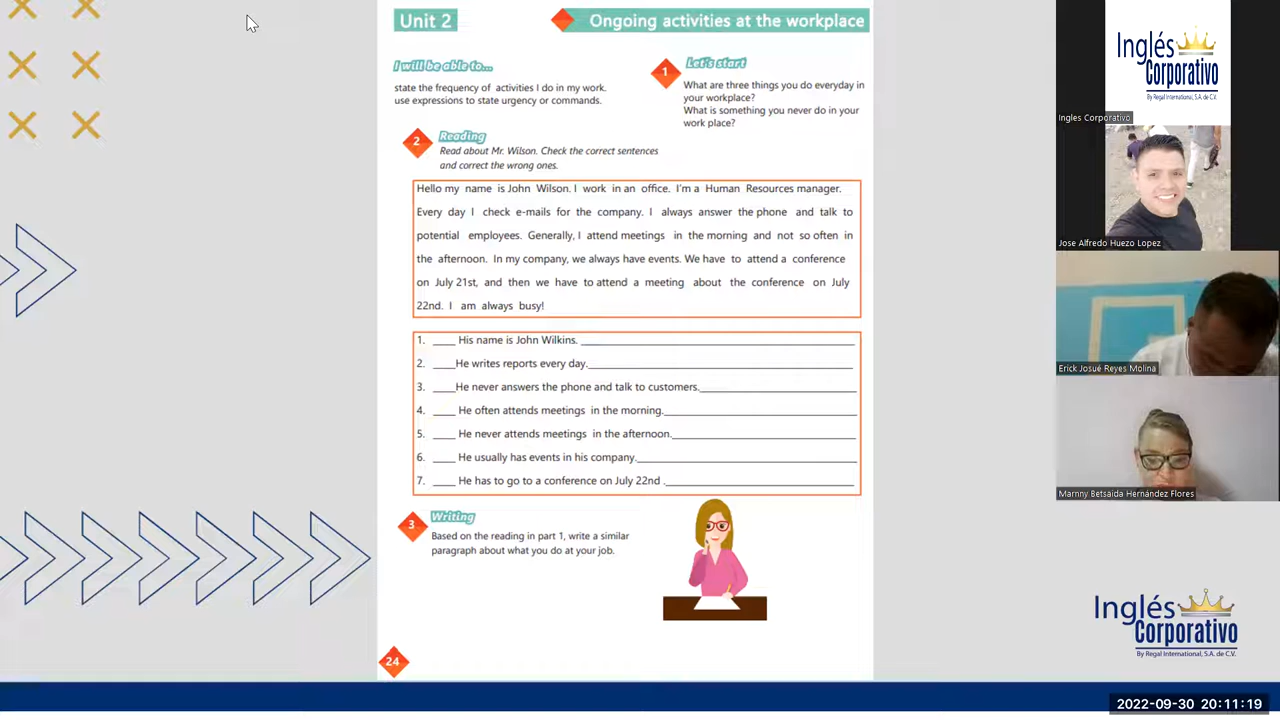 Unit 2
Ongoing activities at the workplace
I will be able to...
state the frequency of activities I do in my work.
use expressions to state urgency or commands.
1
Let's start
What are three things you do everyday in
your workplace?
What is something you never do in your
work place?
2
Reading
Read about Mr. Wilson. Check the correct sentences
and correct the wrong ones.
Hello my name is John Wilson. I work in an office. I'm a Human Resources manager.
Every day I check e-mails for the company. I always answer the phone and talk to
potential employees. Generally, I attend meetings in the morning and not so often in
the afternoon. In my company, we always have events. We have to attend a conference
on July 21st, and then we have to attend a meeting about the conference on July
22nd. I am always busy!
1. ____ His name is John Wilkins. ____
2. ____He writes reports every day.____
3. ____He never answers the phone and talk to customers.____
4. ____ He often attends meetings in the morning.____
5. ____ He never attends meetings in the afternoon.____
6. ____ He usually has events in his company.____
7. ____ He has to go to a conference on July 22nd .____
3
Writing
Based on the reading in part 1, write a similar
paragraph about what you do at your job.
24
Inglés
Corporativo
By Regal International, S.A. de C.V.
Ingles Corporativo
Jose Alfredo Huezo Lopez
Erick Josué Reyes Molina
Marnny Betsaida Hernández Flores
Inglés
Corporativo
By Regal International, S.A. de C.V.
2022-09-30 20:11:19